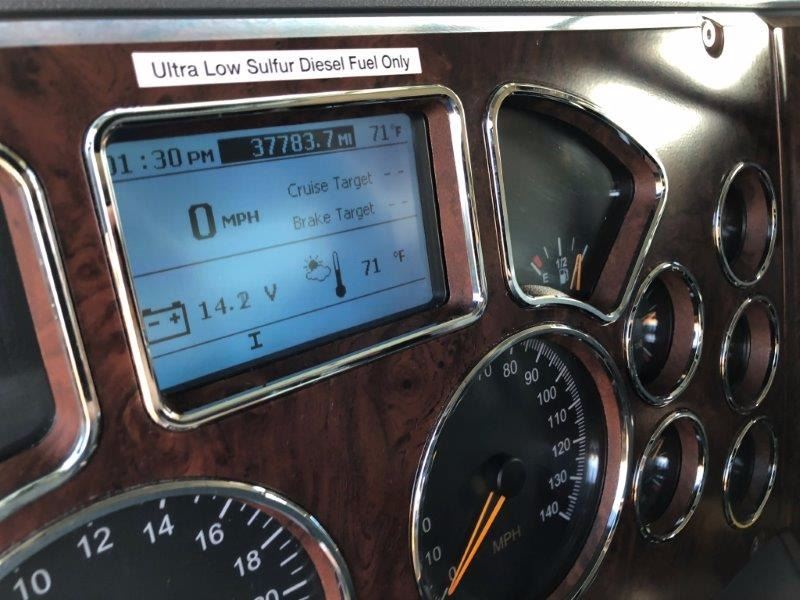 Ultra Low Sulfur Diesel Fuel Only
01:30 PM 37783.7 MI 71°F
0 MPH
Cruise Target --
Brake Target --
14.2 V 71 °F
I
E 1/2
70 80 90 100 110 120 130 140
0 10
MPH
10 12 14 16 18 20